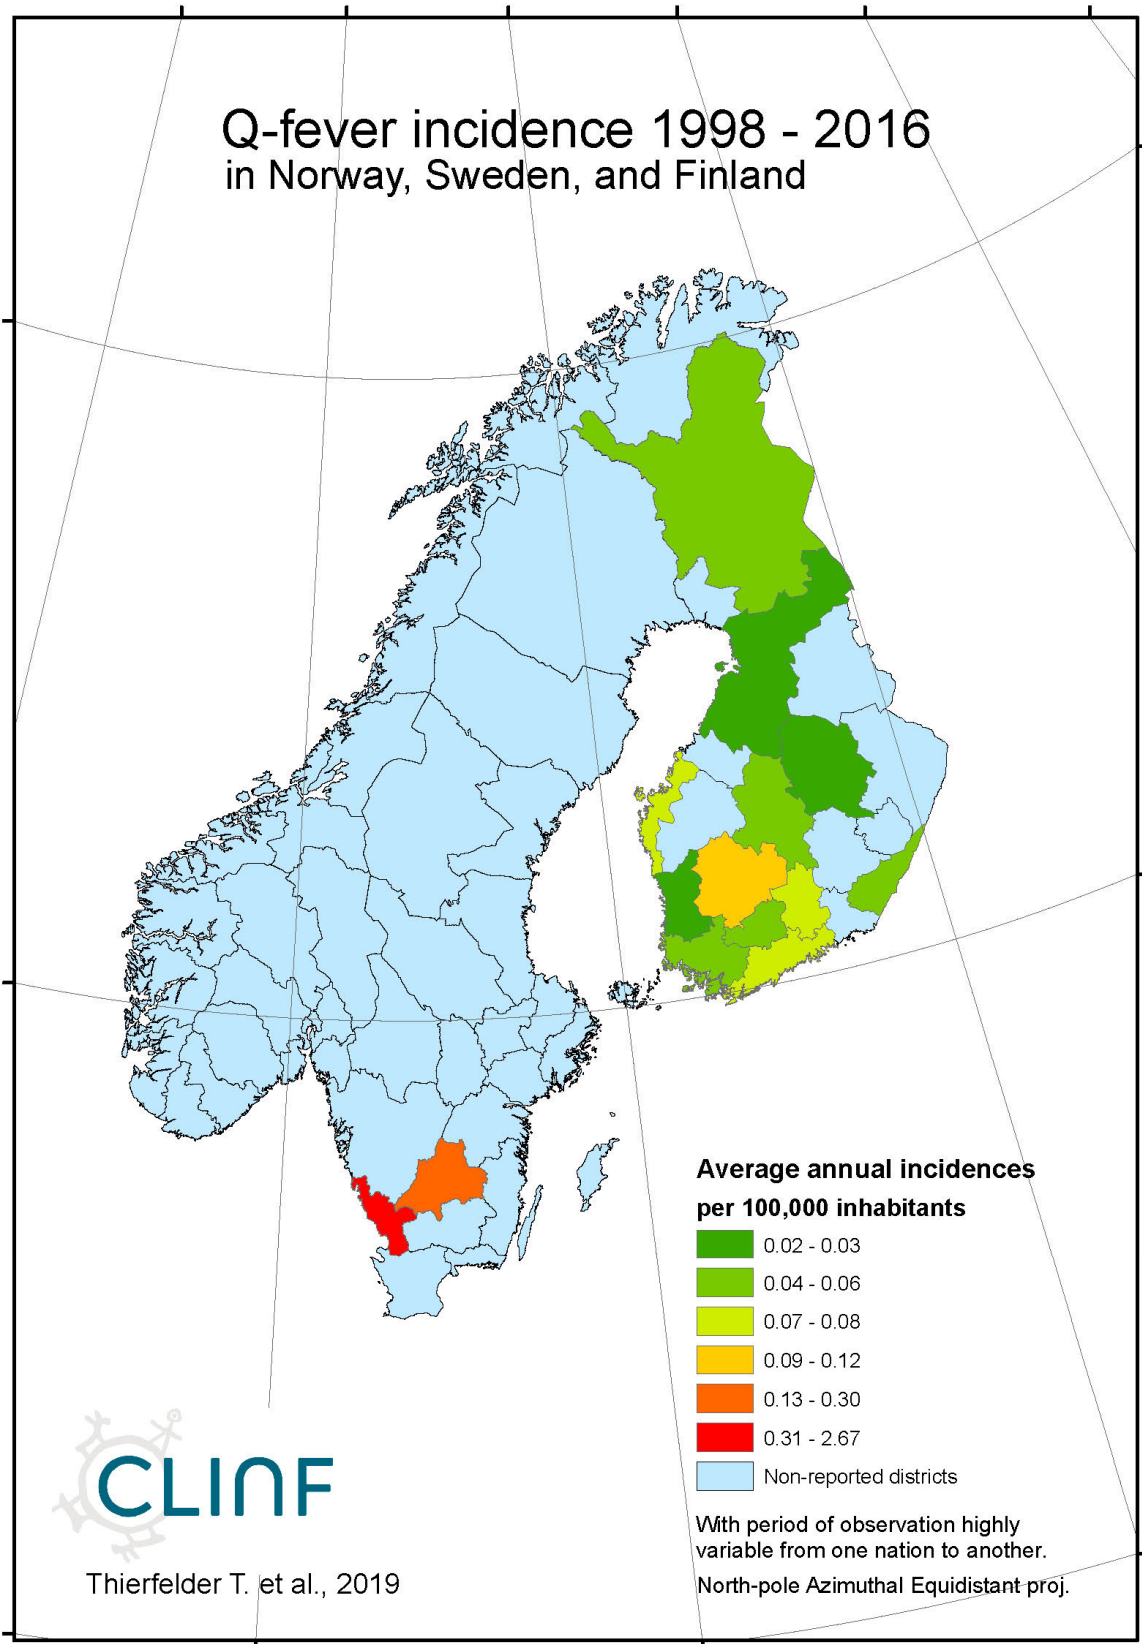 Q-fever incidence 1998 - 2016
in Norway, Sweden, and Finland
Average annual incidences
per 100,000 inhabitants
0.02 - 0.03
0.04 - 0.06
0.07 - 0.08
0.09 - 0.12
0.13 - 0.30
0.31 - 2.67
Non-reported districts
With period of observation highly
variable from one nation to another.
North-pole Azimuthal Equidistant proj.
CLINF
Thierfelder T. et al., 2019